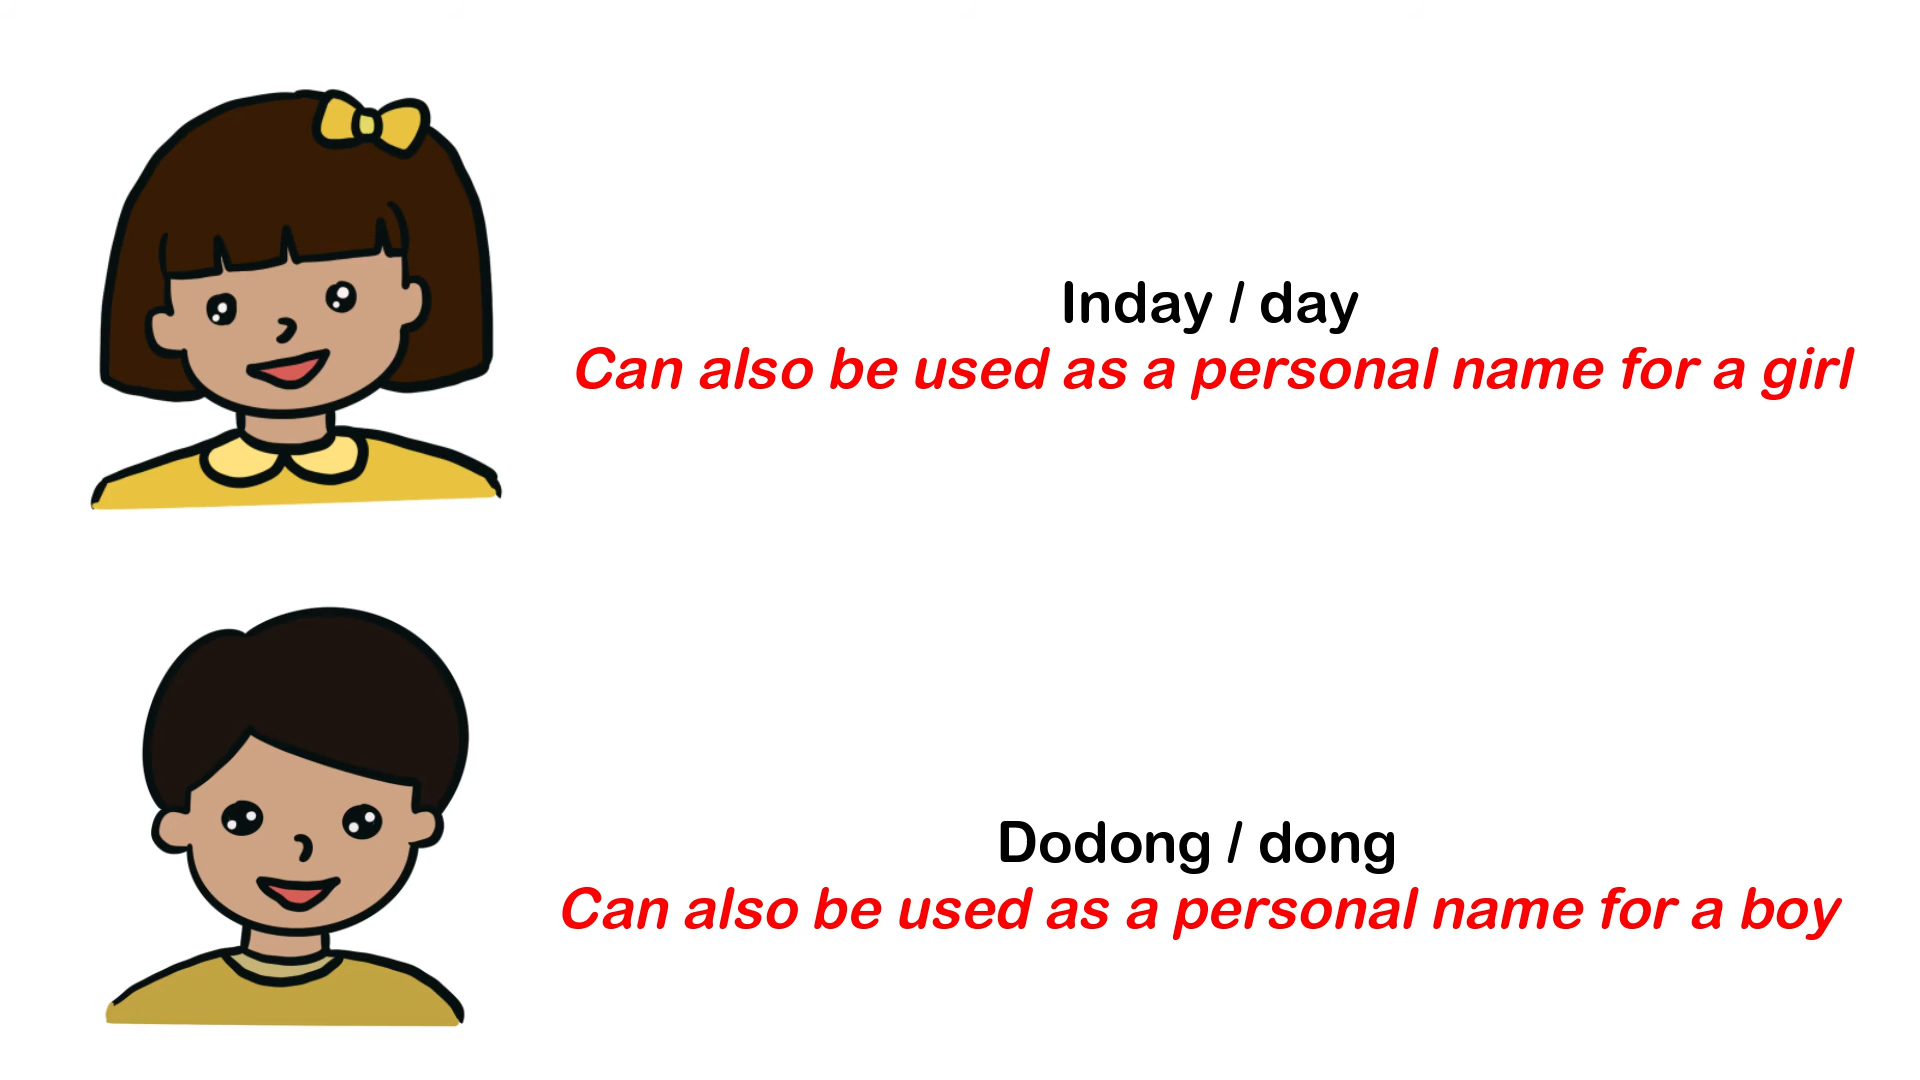 Inday / day
Can also be used as a personal name for a girl
Dodong / dong
Can also be used as a personal name for a boy